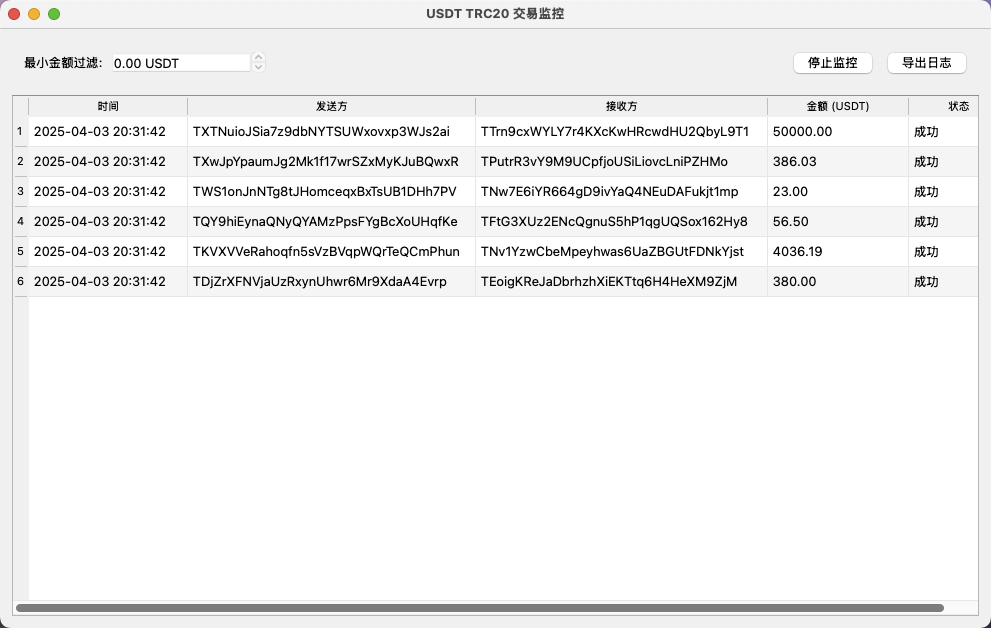 USDT TRC20 交易监控
最小金额过滤: 0.00 USDT 停止监控 导出日志
时间 发送方 接收方 金额 (USDT) 状态
1 2025-04-03 20:31:42 TXTNuioJSia7z9dbNYTSUWxovxp3WJs2ai TTrn9cxWYLY7r4KXcKwHRcwdHU2QbyL9T1 50000.00 成功
2 2025-04-03 20:31:42 TXwJpYpaumJg2Mk1f17wrSZxMyKJuBQwxR TPutrR3vY9M9UCpfjoUSiLiovcLniPZHMo 386.03 成功
3 2025-04-03 20:31:42 TWS1onJnNTg8tJHomceqxBxTsUB1DHh7PV TNw7E6iYR664gD9ivYaQ4NEuDAFukjt1mp 23.00 成功
4 2025-04-03 20:31:42 TQY9hiEynaQNyQYAMzPpsFYgBcXoUHqfKe TFtG3XUz2ENcQgnuS5hP1qgUQSox162Hy8 56.50 成功
5 2025-04-03 20:31:42 TKVXVVeRahoqfn5sVzBVqpWQrTeQCmPhun TNv1YzwCbeMpeyhwas6UaZBGUtFDNkYjst 4036.19 成功
6 2025-04-03 20:31:42 TDjZrXFNVjaUzRxynUhwr6Mr9XdaA4Evrp TEoigKReJaDbrhzhXiEKTtq6H4HeXM9ZjM 380.00 成功